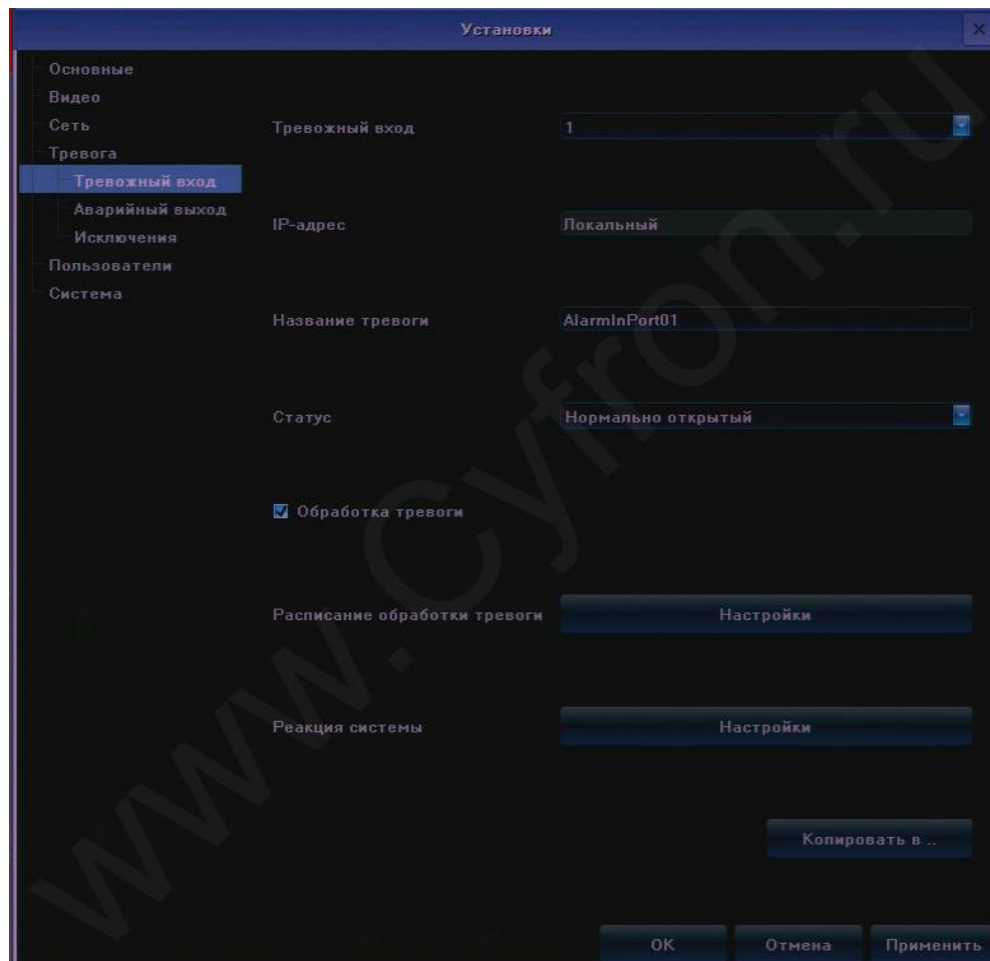 Установки
Основные
Видео
Сеть
Тревога
Тревожный вход
Аварийный выход
Исключения
Пользователи
Система
Тревожный вход 1
IP-адрес Локальный
Название тревоги AlarmInPort01
Статус Нормально открытый
Обработка тревоги
Расписание обработки тревоги Настройки
Реакция системы Настройки
Копировать в ..
OK Отмена Применить
www.Cyfron.ru